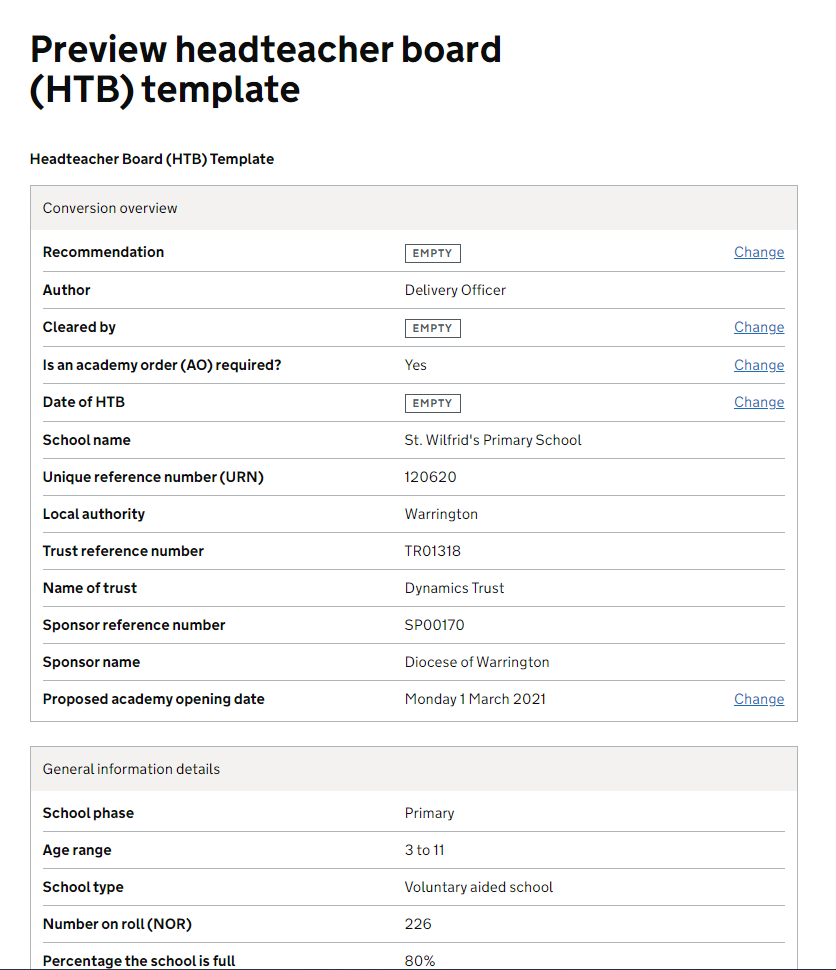 Preview headteacher board
(HTB) template
Headteacher Board (HTB) Template
Conversion overview
Recommendation EMPTY Change
Author Delivery Officer
Cleared by EMPTY Change
Is an academy order (AO) required? Yes Change
Date of HTB EMPTY Change
School name St. Wilfrid's Primary School
Unique reference number (URN) 120620
Local authority Warrington
Trust reference number TR01318
Name of trust Dynamics Trust
Sponsor reference number SP00170
Sponsor name Diocese of Warrington
Proposed academy opening date Monday 1 March 2021 Change
General information details
School phase Primary
Age range 3 to 11
School type Voluntary aided school
Number on roll (NOR) 226
Percentage the school is full 80%